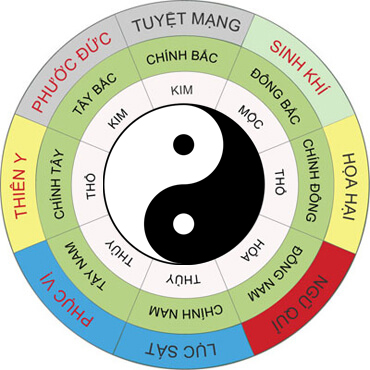 TUYỆT MẠNG
SINH KHÍ
HỌA HẠI
NGŨ QUỈ
LỤC SÁT
PHỤC VỊ
THIÊN Y
PHƯỚC ĐỨC
CHÍNH BẮC
ĐÔNG BẮC
CHÍNH ĐÔNG
ĐÔNG NAM
CHÍNH NAM
TÂY NAM
CHÍNH TÂY
TÂY BẮC
KIM
MỘC
THỔ
HỎA
THỦY
THỦY
THỔ
KIM